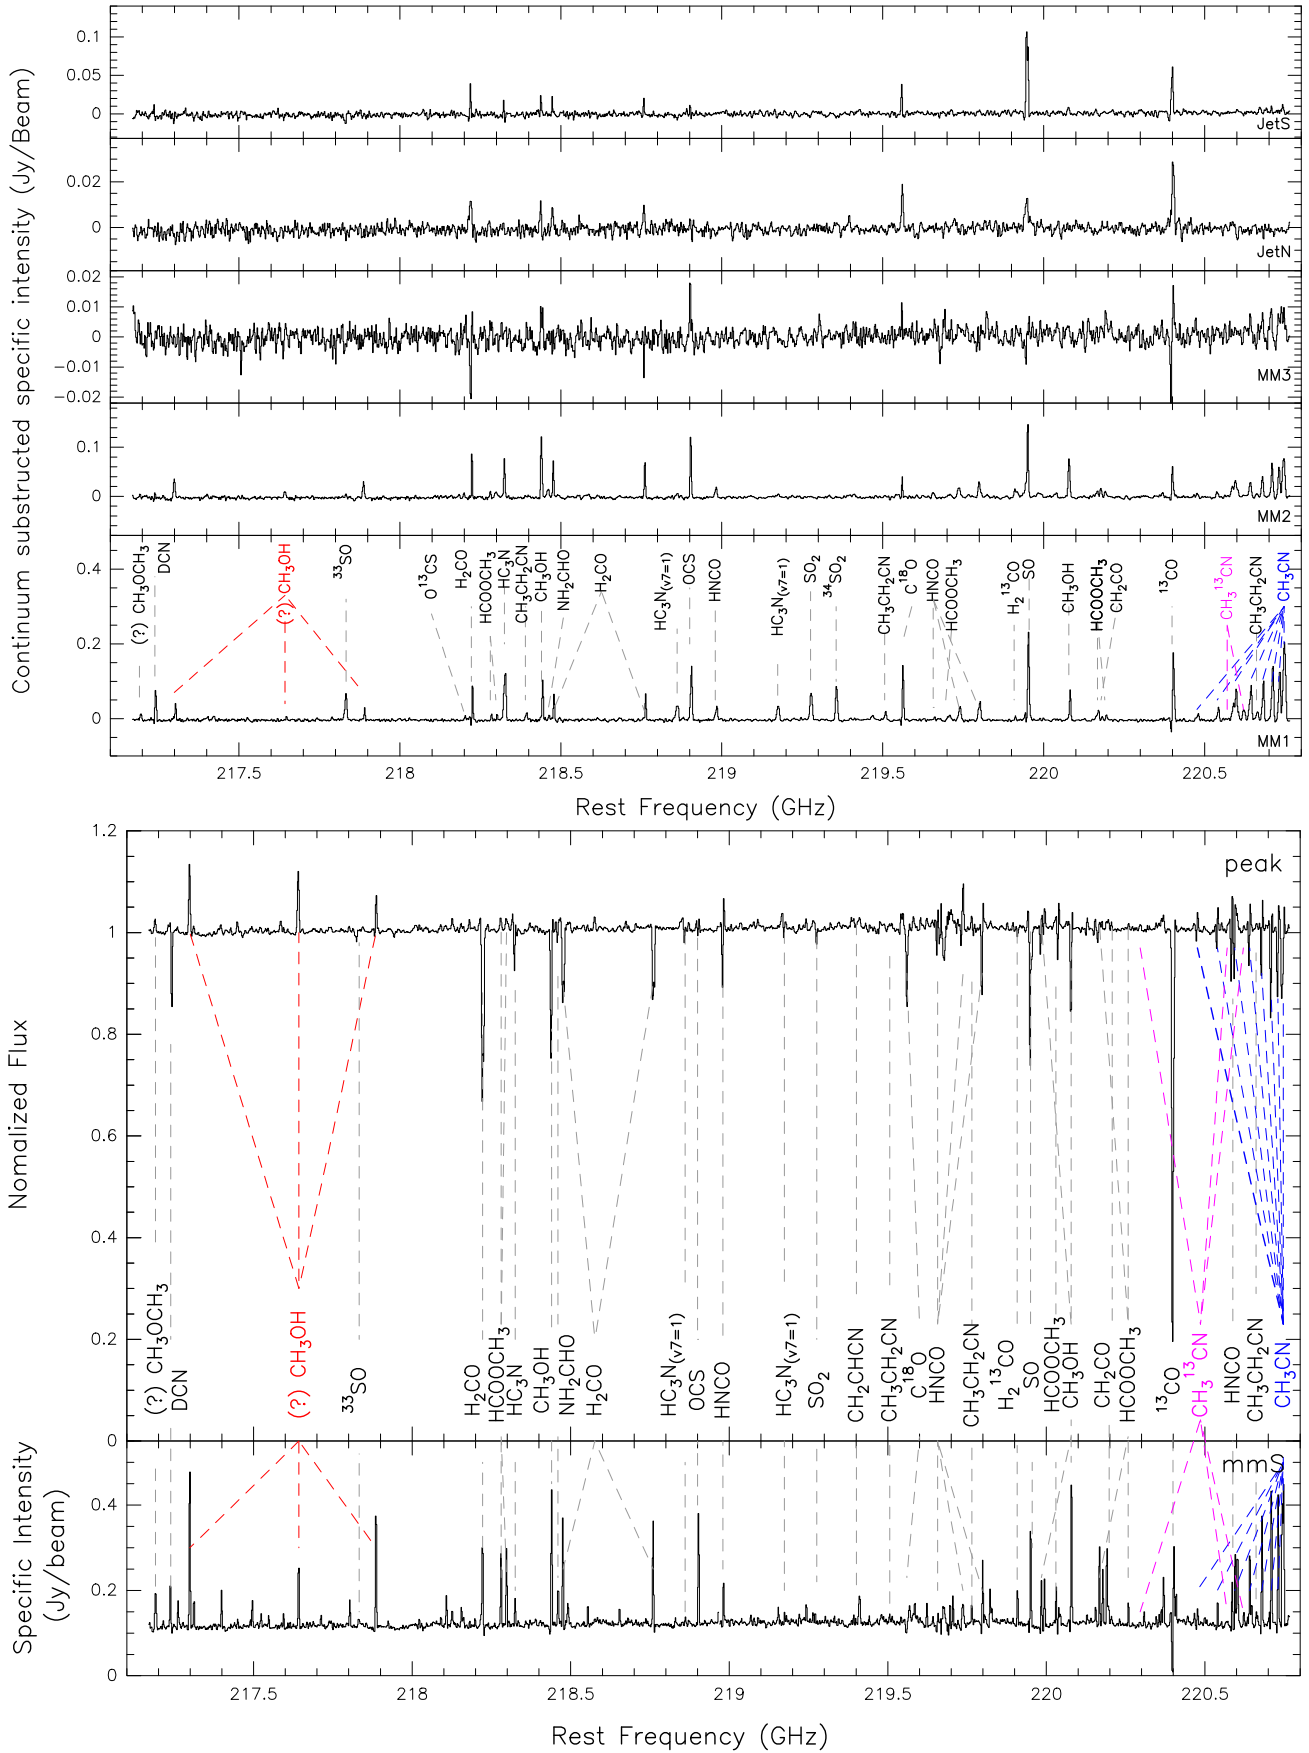 Continuum substructed specific intensity (Jy/Beam)
0.1
0.05
0
JetS
0.02
0
JetN
0.02
0.01
0
−0.01
−0.02
MM3
0.1
0
MM2
0.4
0.2
0
(?) CH3OCH3
DCN
(?) CH3OH
33SO
O13CS
H2CO
HCOOCH3
HC3N
CH3CH2CN
CH3OH
NH2CHO
H2CO
HC3N(v7=1)
OCS
HNCO
HC3N(v7=1)
SO2
34SO2
CH3CH2CN
C18O
HNCO
HCOOCH3
H2 13CO
SO
CH3OH
HCOOCH3
CH2CO
13CO
CH3 13CN
CH3CH2CN
CH3CN
MM1
217.5
218
218.5
219
219.5
220
220.5
Rest Frequency (GHz)
Nomalized Flux
1.2
1
0.8
0.6
0.4
0.2
0
peak
(?) CH3OCH3
DCN
(?) CH3OH
33SO
H2CO
HCOOCH3
HC3N
CH3OH
NH2CHO
H2CO
HC3N(v7=1)
OCS
HNCO
HC3N(v7=1)
SO2
CH2CHCN
CH3CH2CN
C18O
HNCO
CH3CH2CN
H2 13CO
SO
HCOOCH3
CH3OH
CH2CO
HCOOCH3
13CO
CH3 13CN
HNCO
CH3CH2CN
CH3CN
Specific Intensity
(Jy/beam)
0.4
0.2
0
mmS
217.5
218
218.5
219
219.5
220
220.5
Rest Frequency (GHz)